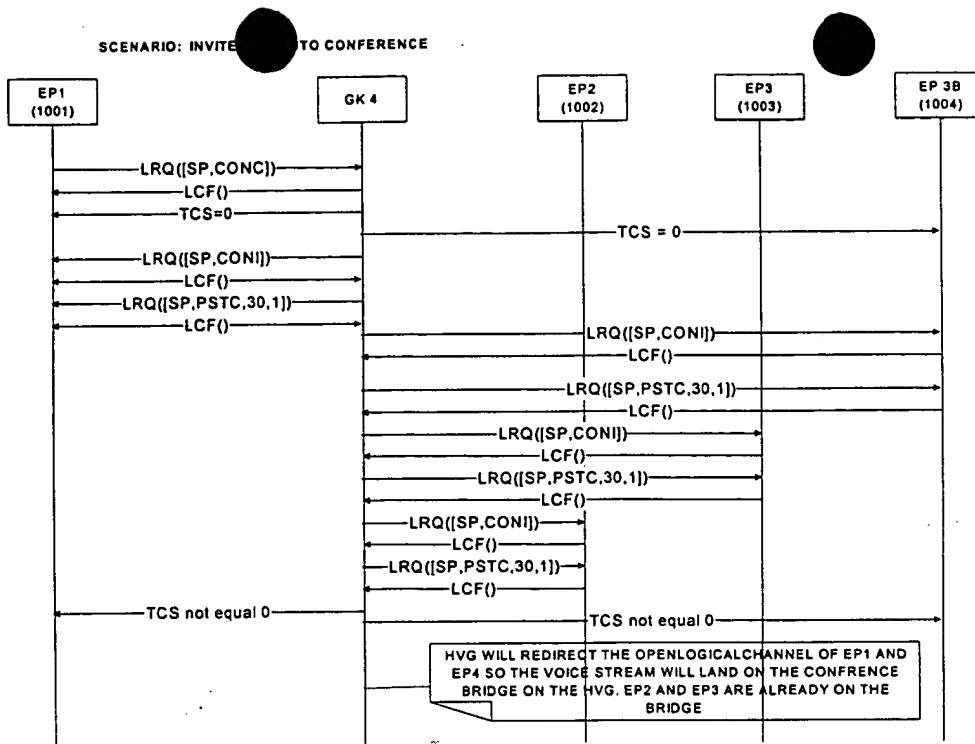 SCENARIO: INVITE TO CONFERENCE
EP1
(1001)
GK 4
EP2
(1002)
EP3
(1003)
EP 3B
(1004)
LRQ([SP,CONC])
LCF()
TCS=0
TCS = 0
LRQ([SP,CONI])
LCF()
LRQ([SP,PSTC,30,1])
LCF()
LRQ([SP,CONI])
LCF()
LRQ([SP,PSTC,30,1])
LCF()
LRQ([SP,CONI])
LCF()
LRQ([SP,PSTC,30,1])
LCF()
LRQ([SP,CONI])
LCF()
LRQ([SP,PSTC,30,1])
LCF()
TCS not equal 0
TCS not equal 0
HVG WILL REDIRECT THE OPENLOGICALCHANNEL OF EP1 AND
EP4 SO THE VOICE STREAM WILL LAND ON THE CONFRENCE
BRIDGE ON THE HVG. EP2 AND EP3 ARE ALREADY ON THE
BRIDGE